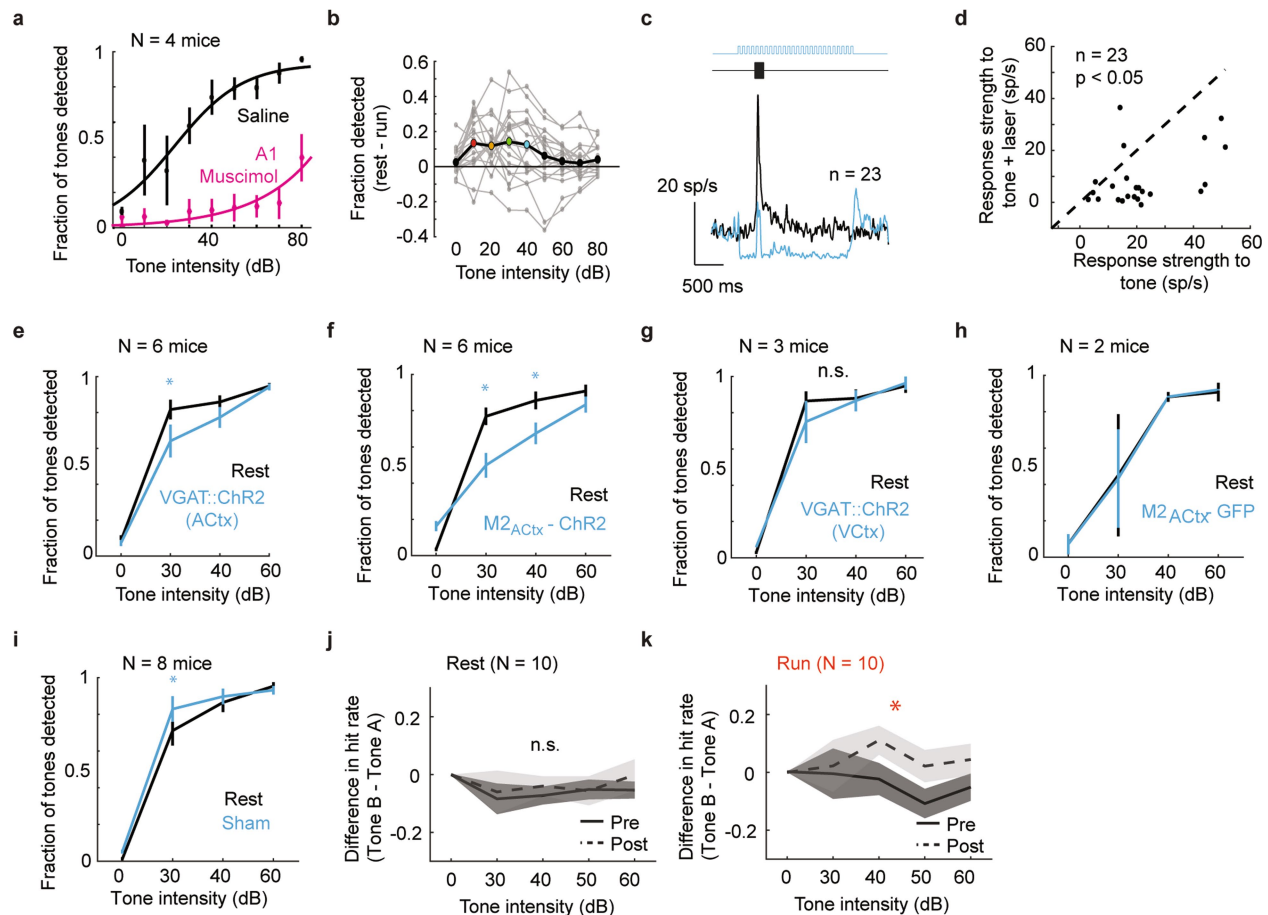 a
N = 4 mice
Fraction of tones detected
1
0.5
0
Saline
A1
Muscimol
0
40
80
Tone intensity (dB)
b
Fraction detected
(rest - run)
0.6
0.4
0.2
0
-0.2
-0.4
0
20
40
60
80
Tone intensity (dB)
c
20 sp/s
500 ms
n = 23
d
n = 23
p < 0.05
Response strength to
tone + laser (sp/s)
60
40
20
0
0
20
40
60
Response strength to
tone (sp/s)
e
N = 6 mice
Fraction of tones detected
1
0.5
0
*
Rest
VGAT::ChR2
(ACtx)
0
30
40
60
Tone intensity (dB)
f
N = 6 mice
Fraction of tones detected
1
0.5
0
*
*
Rest
M2ACtx - ChR2
0
30
40
60
Tone intensity (dB)
g
N = 3 mice
n.s.
Fraction of tones detected
1
0.5
0
Rest
VGAT::ChR2
(VCtx)
0
30
40
60
Tone intensity (dB)
h
N = 2 mice
Fraction of tones detected
1
0.5
0
Rest
M2ACtx- GFP
0
30
40
60
Tone intensity (dB)
i
N = 8 mice
Fraction of tones detected
1
0.5
0
*
Rest
Sham
0
30
40
60
Tone intensity (dB)
j
Rest (N = 10)
Difference in hit rate
(Tone B - Tone A)
0.2
0
-0.2
n.s.
Pre
Post
0
30
40
50
60
Tone intensity (dB)
k
Run (N = 10)
Difference in hit rate
(Tone B - Tone A)
0.2
0
-0.2
*
Pre
Post
0
30
40
50
60
Tone intensity (dB)